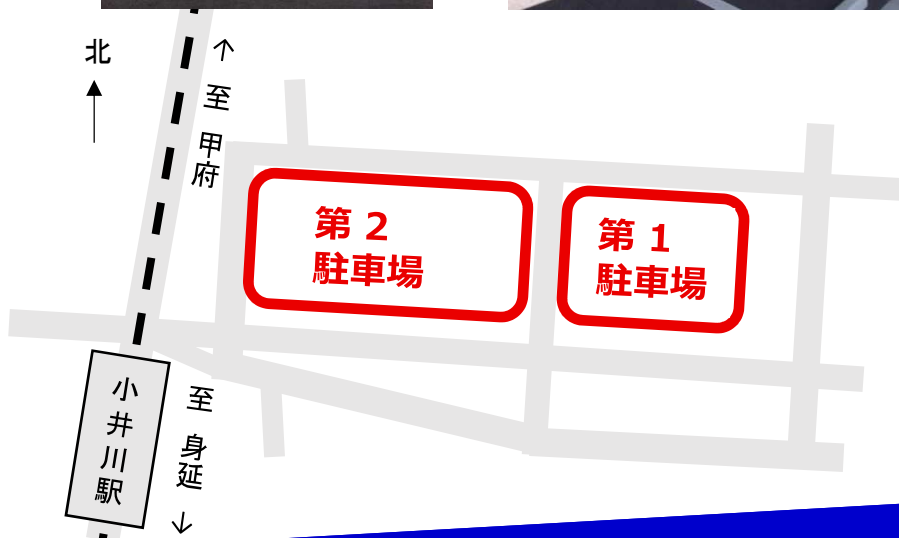 北
↑ 至 甲府
第 2
駐車場
第 1
駐車場
小井川駅
至 身延 ↓